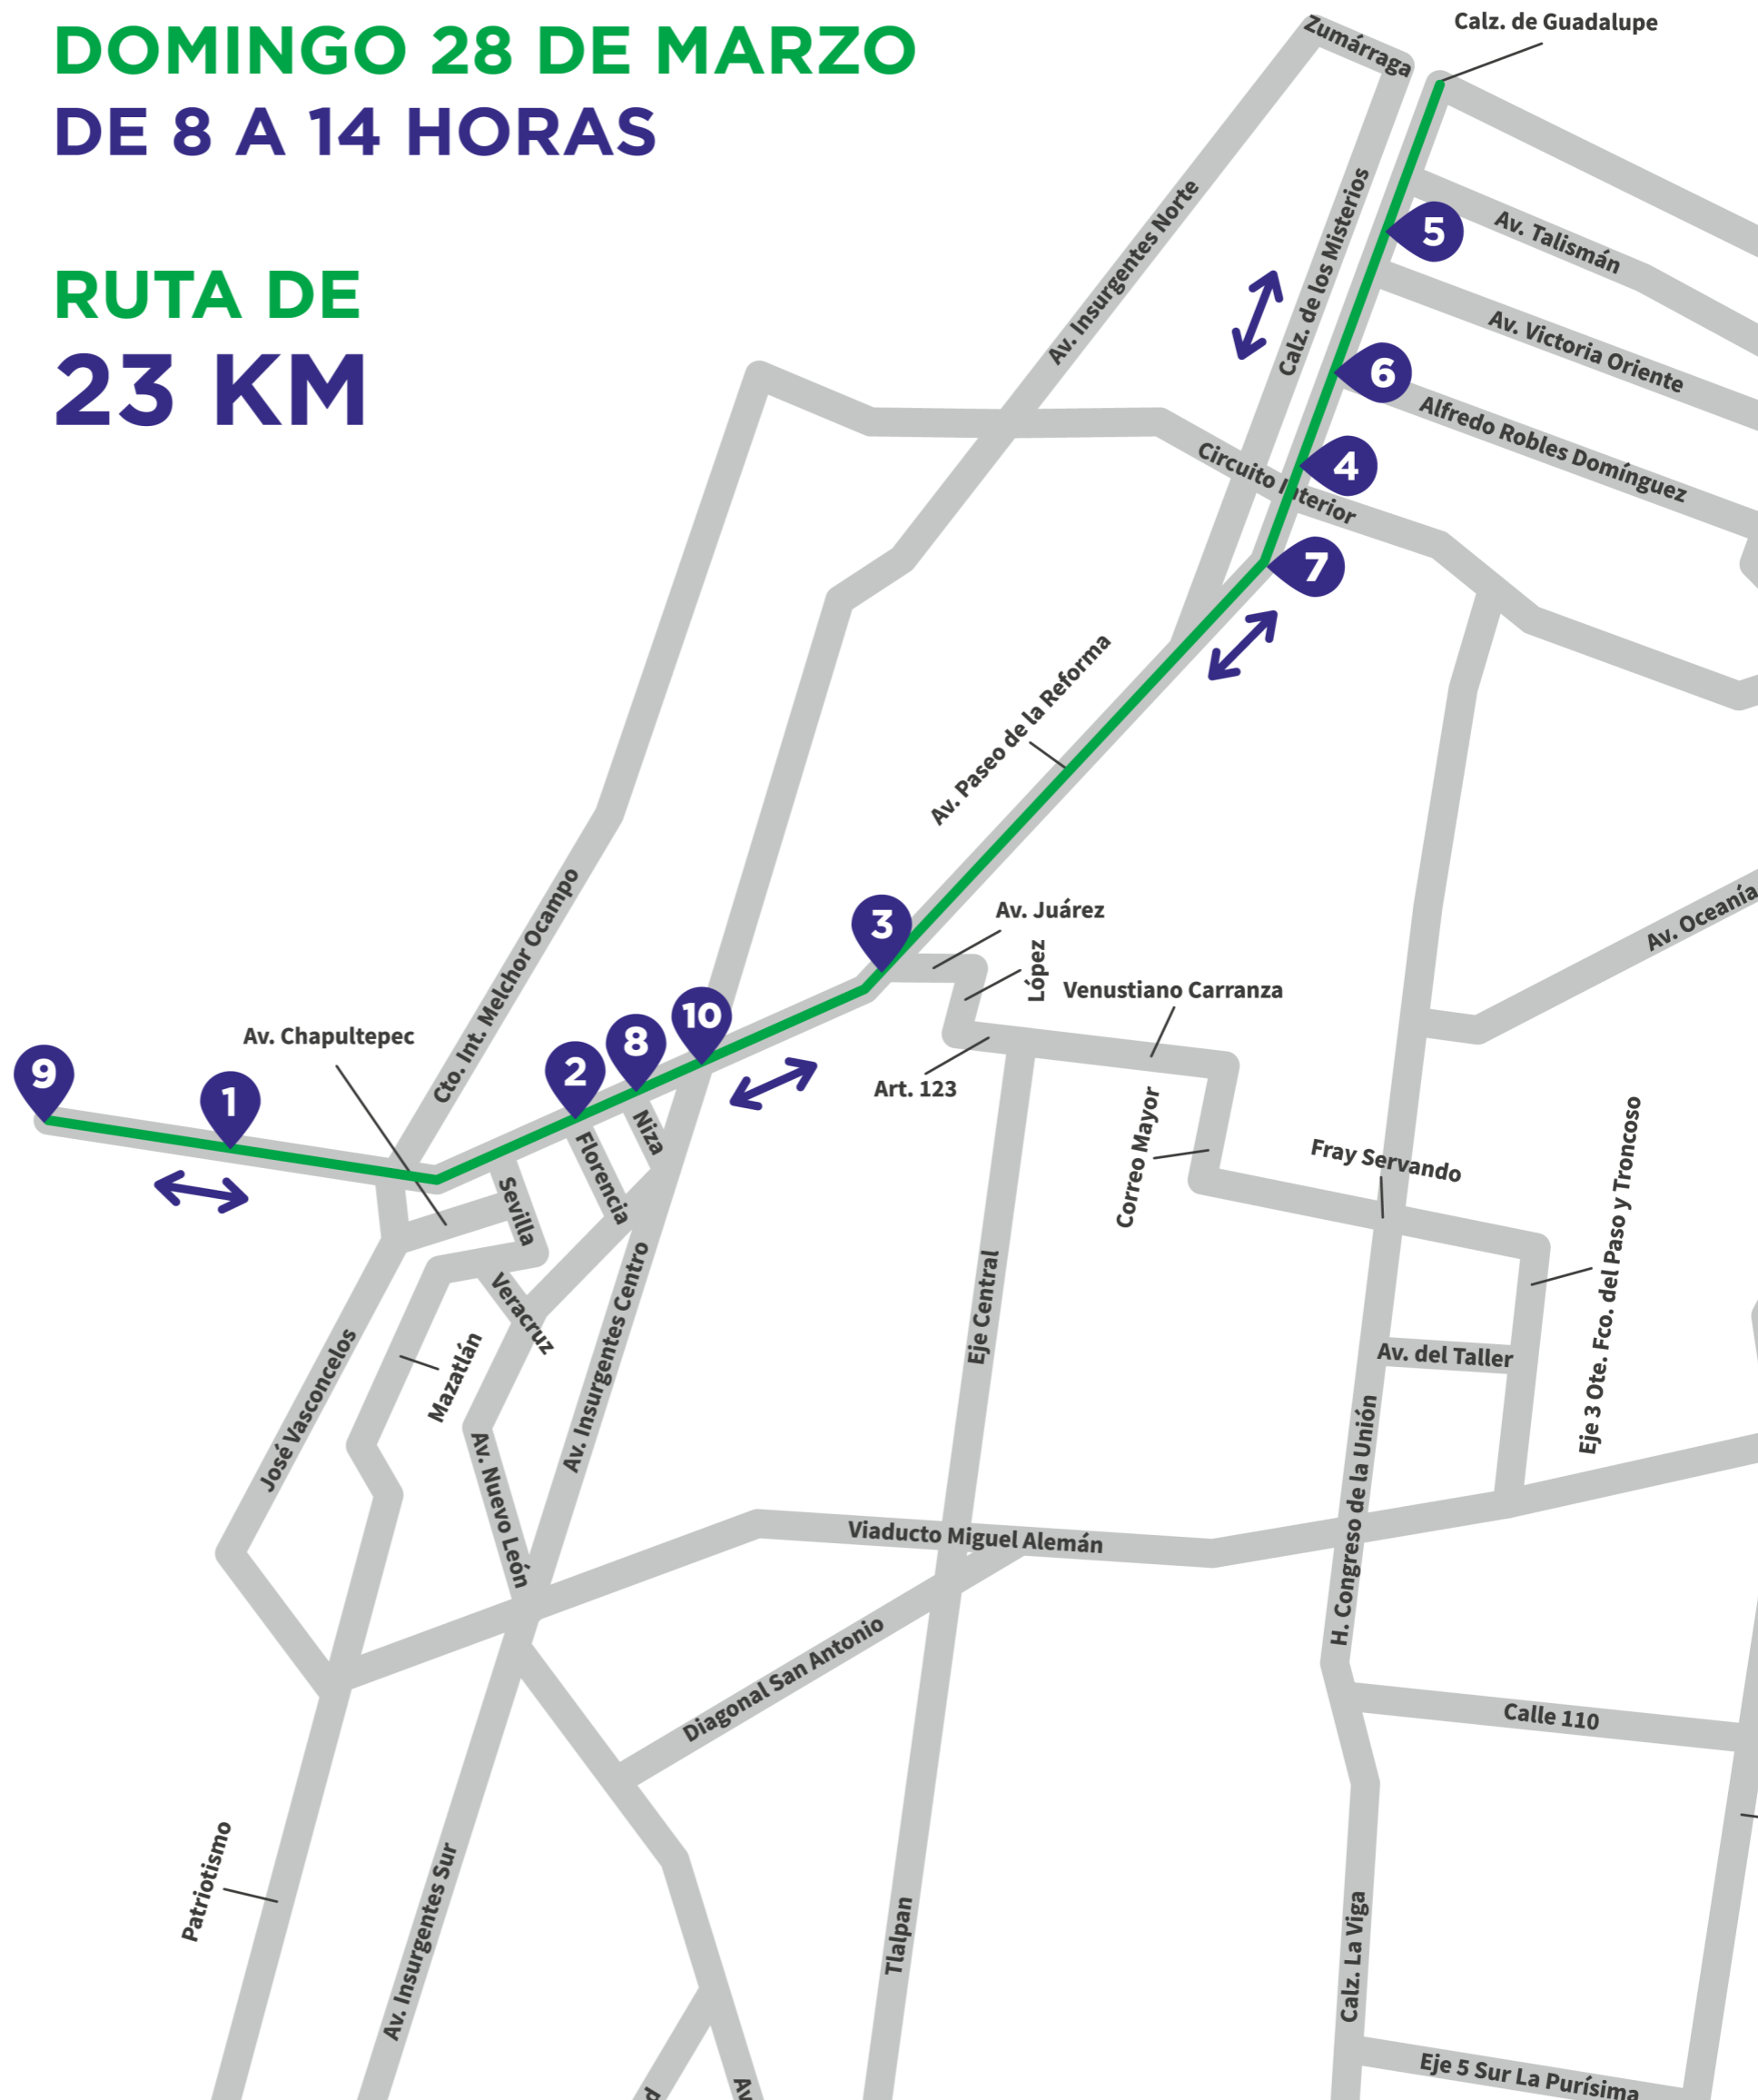 DOMINGO 28 DE MARZO
DE 8 A 14 HORAS
RUTA DE
23 KM
Calz. de Guadalupe
Zumárraga
Av. Insurgentes Norte
Calz. de los Misterios
5
Av. Talismán
Av. Victoria Oriente
6
Alfredo Robles Domínguez
4
Circuito Interior
7
Av. Paseo de la Reforma
3
Av. Juárez
López
Venustiano Carranza
Av. Oceanía
Art. 123
Cto. Int. Melchor Ocampo
Av. Chapultepec
9
1
2
8
10
Niza
Florencia
Sevilla
Veracruz
Correo Mayor
Fray Servando
Eje 3 Ote. Fco. del Paso y Troncoso
Av. Insurgentes Centro
Eje Central
Mazatlán
José Vasconcelos
Av. del Taller
Av. Nuevo León
H. Congreso de la Unión
Viaducto Miguel Alemán
Diagonal San Antonio
Calle 110
Patriotismo
Av. Insurgentes Sur
Tlalpan
Calz. La Viga
Eje 5 Sur La Purísima
d
Av